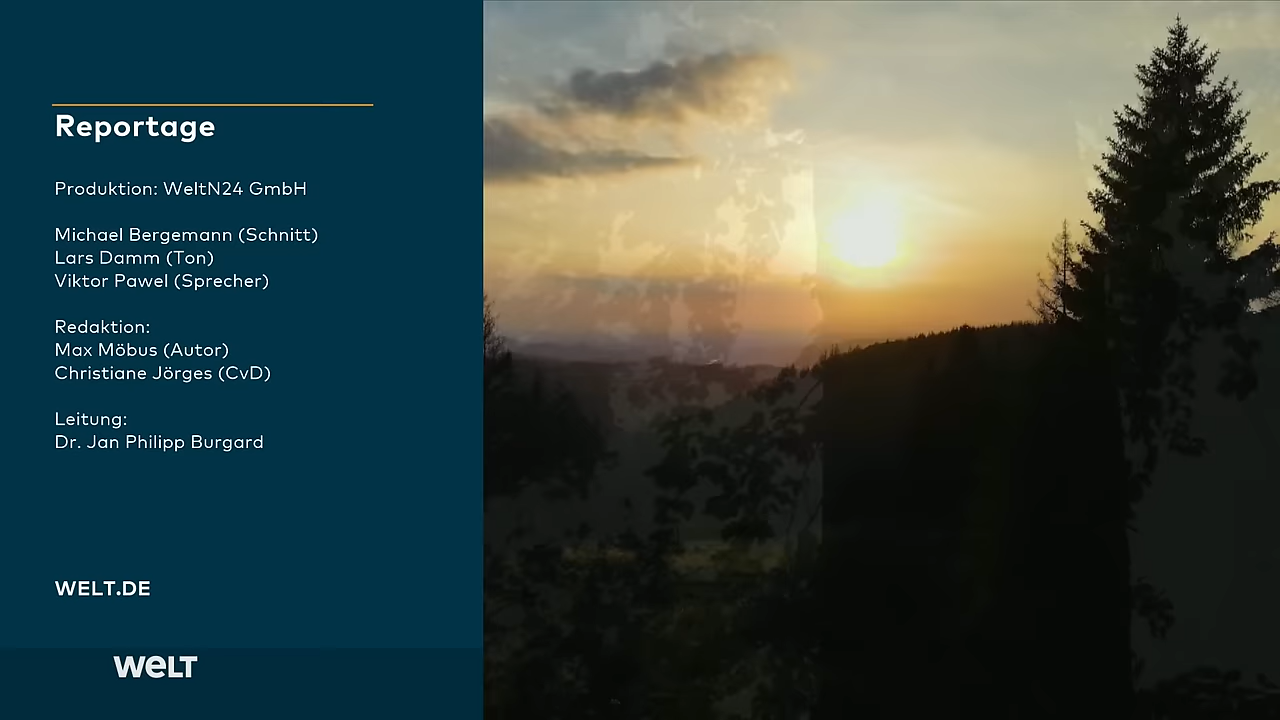 Reportage
Produktion: WeltN24 GmbH
Michael Bergemann (Schnitt)
Lars Damm (Ton)
Viktor Pawel (Sprecher)
Redaktion:
Max Möbus (Autor)
Christiane Jörges (CvD)
Leitung:
Dr. Jan Philipp Burgard
WELT.DE
WELT